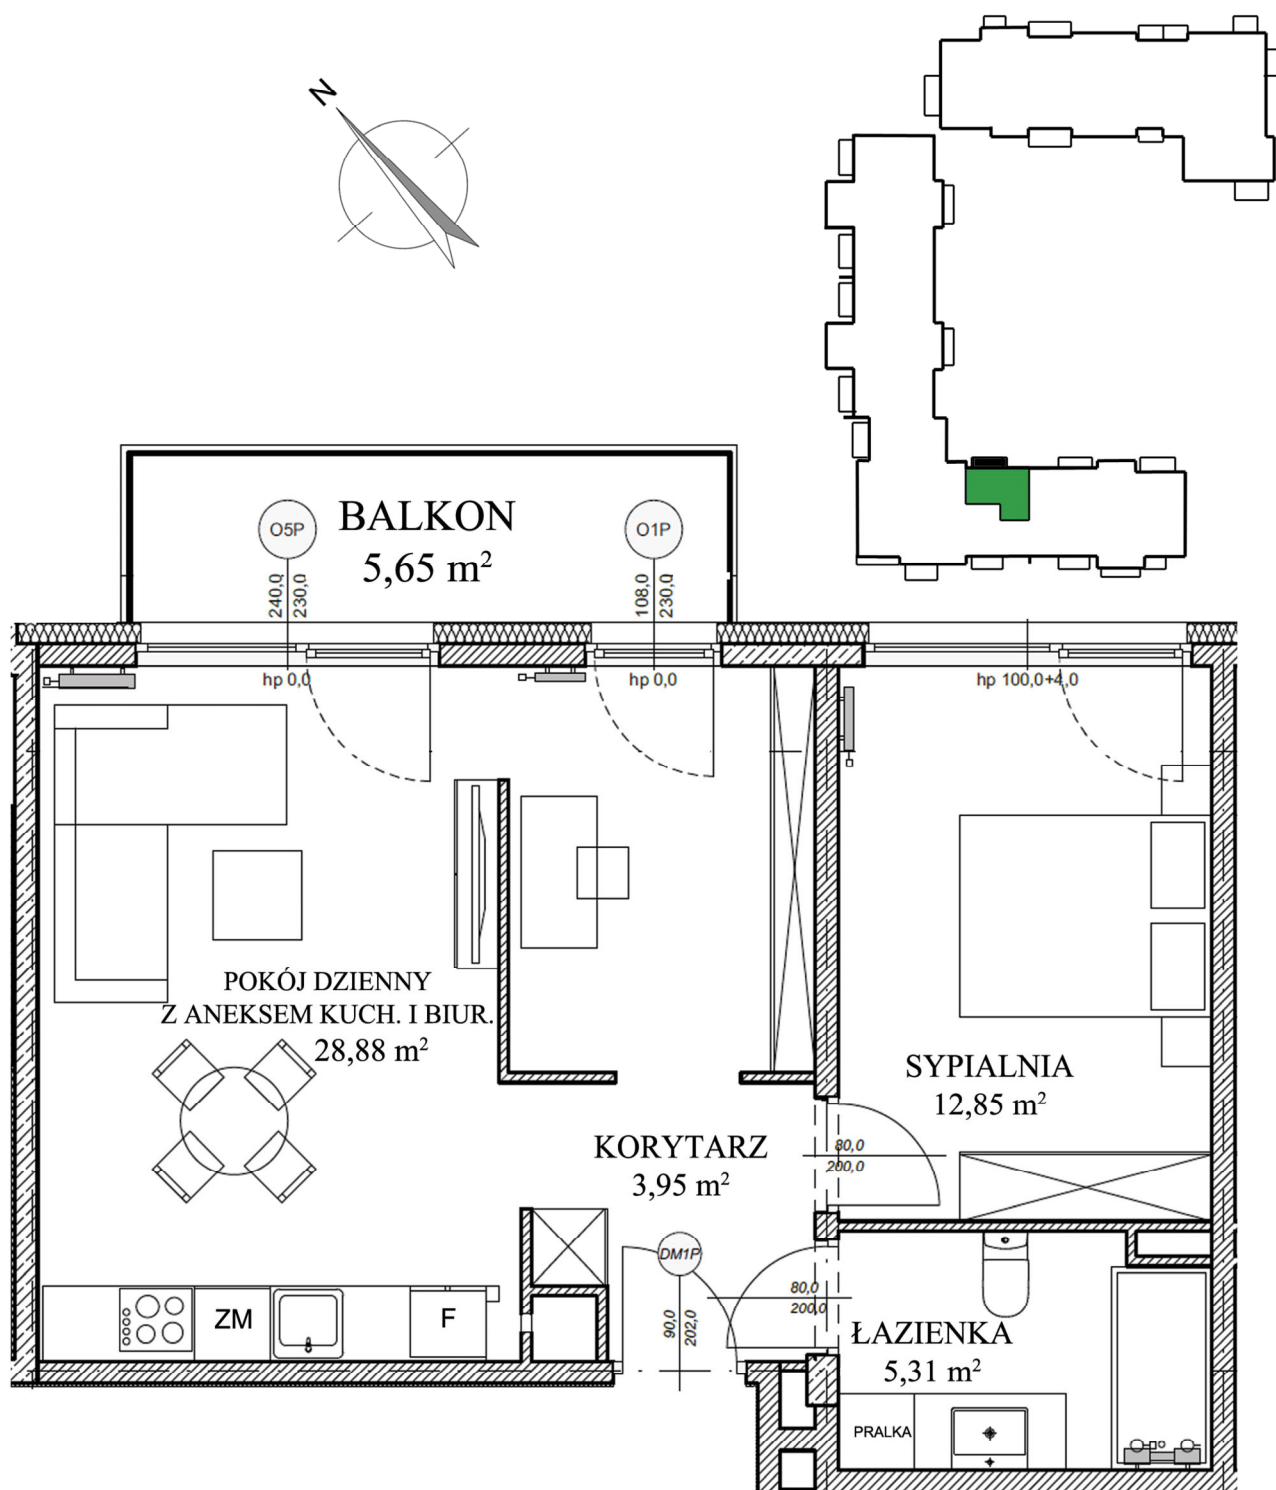 N
BALKON
5,65 m²
O5P
240,0
230,0
O1P
108,0
230,0
hp 0,0
hp 0,0
hp 100,0+4,0
POKÓJ DZIENNY
Z ANEKSEM KUCH. I BIUR.
28,88 m²
SYPIALNIA
12,85 m²
KORYTARZ
3,95 m²
80,0
200,0
DM1P
90,0
202,0
80,0
200,0
ZM
F
ŁAZIENKA
5,31 m²
PRALKA